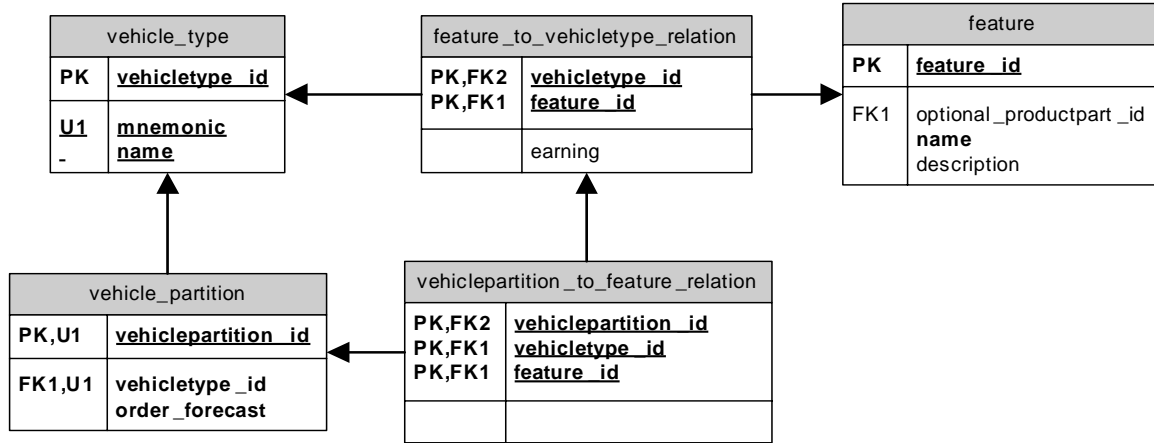 vehicle_type
PK vehicletype_id
U1 mnemonic
- name
feature_to_vehicletype_relation
PK,FK2 vehicletype_id
PK,FK1 feature_id
earning
feature
PK feature_id
FK1 optional_productpart_id
name
description
vehicle_partition
PK,U1 vehiclepartition_id
FK1,U1 vehicletype_id
order_forecast
vehiclepartition_to_feature_relation
PK,FK2 vehiclepartition_id
PK,FK1 vehicletype_id
PK,FK1 feature_id